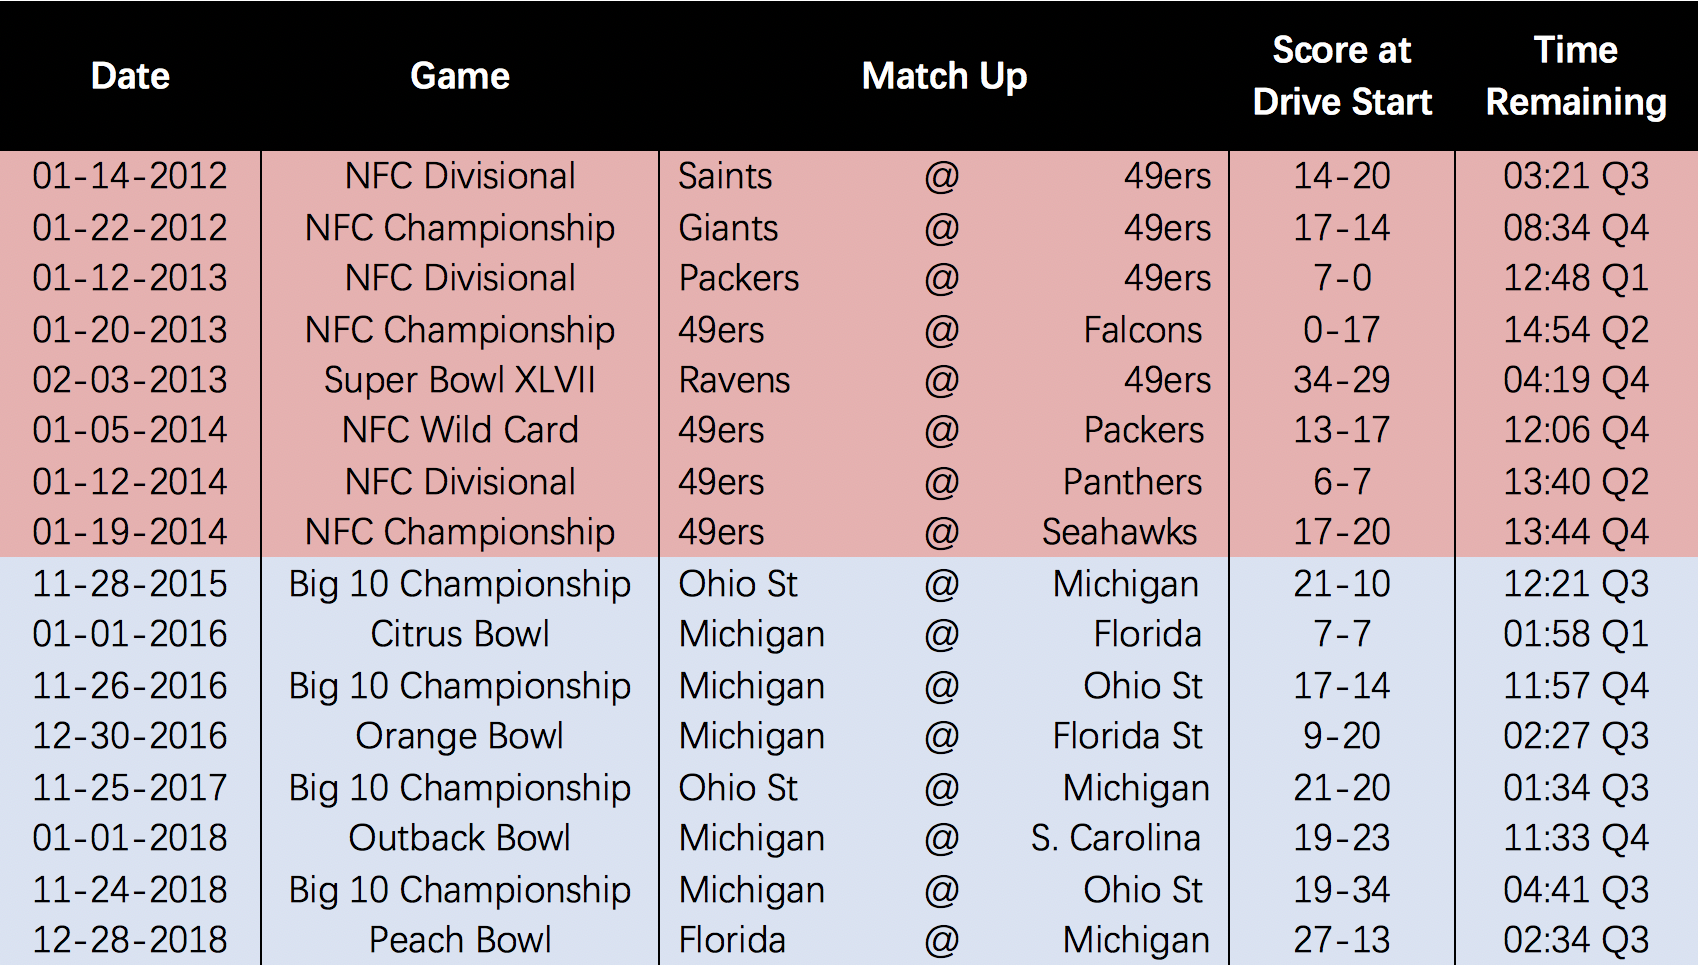 Date Game Match Up Score at Drive Start Time Remaining
01-14-2012 NFC Divisional Saints @ 49ers 14-20 03:21 Q3
01-22-2012 NFC Championship Giants @ 49ers 17-14 08:34 Q4
01-12-2013 NFC Divisional Packers @ 49ers 7-0 12:48 Q1
01-20-2013 NFC Championship 49ers @ Falcons 0-17 14:54 Q2
02-03-2013 Super Bowl XLVII Ravens @ 49ers 34-29 04:19 Q4
01-05-2014 NFC Wild Card 49ers @ Packers 13-17 12:06 Q4
01-12-2014 NFC Divisional 49ers @ Panthers 6-7 13:40 Q2
01-19-2014 NFC Championship 49ers @ Seahawks 17-20 13:44 Q4
11-28-2015 Big 10 Championship Ohio St @ Michigan 21-10 12:21 Q3
01-01-2016 Citrus Bowl Michigan @ Florida 7-7 01:58 Q1
11-26-2016 Big 10 Championship Michigan @ Ohio St 17-14 11:57 Q4
12-30-2016 Orange Bowl Michigan @ Florida St 9-20 02:27 Q3
11-25-2017 Big 10 Championship Ohio St @ Michigan 21-20 01:34 Q3
01-01-2018 Outback Bowl Michigan @ S. Carolina 19-23 11:33 Q4
11-24-2018 Big 10 Championship Michigan @ Ohio St 19-34 04:41 Q3
12-28-2018 Peach Bowl Florida @ Michigan 27-13 02:34 Q3